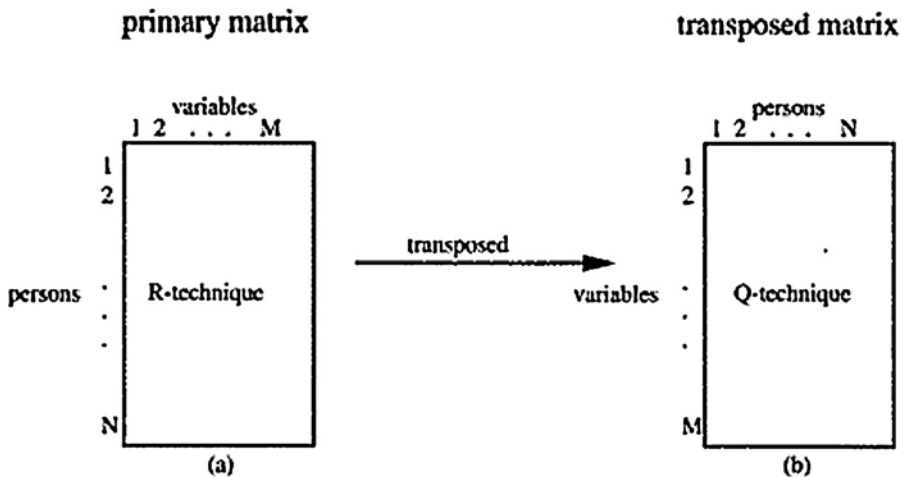 primary matrix
transposed matrix
variables
1 2 . . . M
persons
1 2 . . . N
1
2
.
.
.
N
persons
R-technique
transposed
1
2
.
.
.
M
variables
Q-technique
(a)
(b)